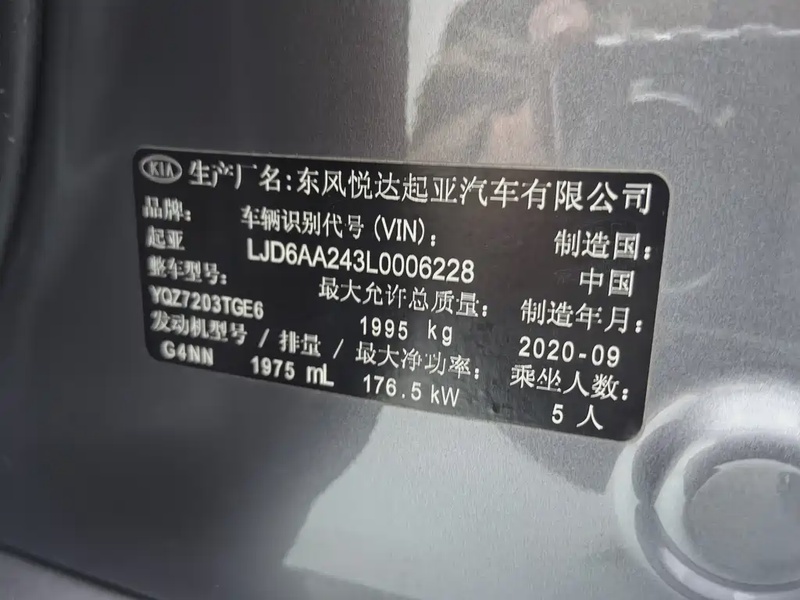 KIA 生产厂名:东风悦达起亚汽车有限公司
品牌: 车辆识别代号(VIN): 制造国:
起亚 LJD6AA243L0006228 中国
整车型号: 最大允许总质量: 制造年月:
YQZ7203TGE6 1995 kg 2020-09
发动机型号 / 排量 / 最大净功率: 乘坐人数:
G4NN 1975 mL 176.5 kW 5 人